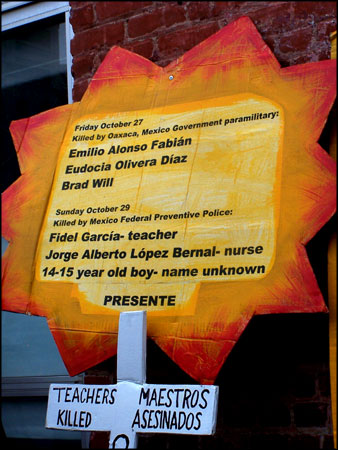 Friday October 27
Killed by Oaxaca, Mexico Government paramilitary:
Emilio Alonso Fabián
Eudocia Olivera Díaz
Brad Will
Sunday October 29
Killed by Mexico Federal Preventive Police:
Fidel García- teacher
Jorge Alberto López Bernal- nurse
14-15 year old boy- name unknown
PRESENTE
TEACHERS MAESTROS
KILLED ASESINADOS